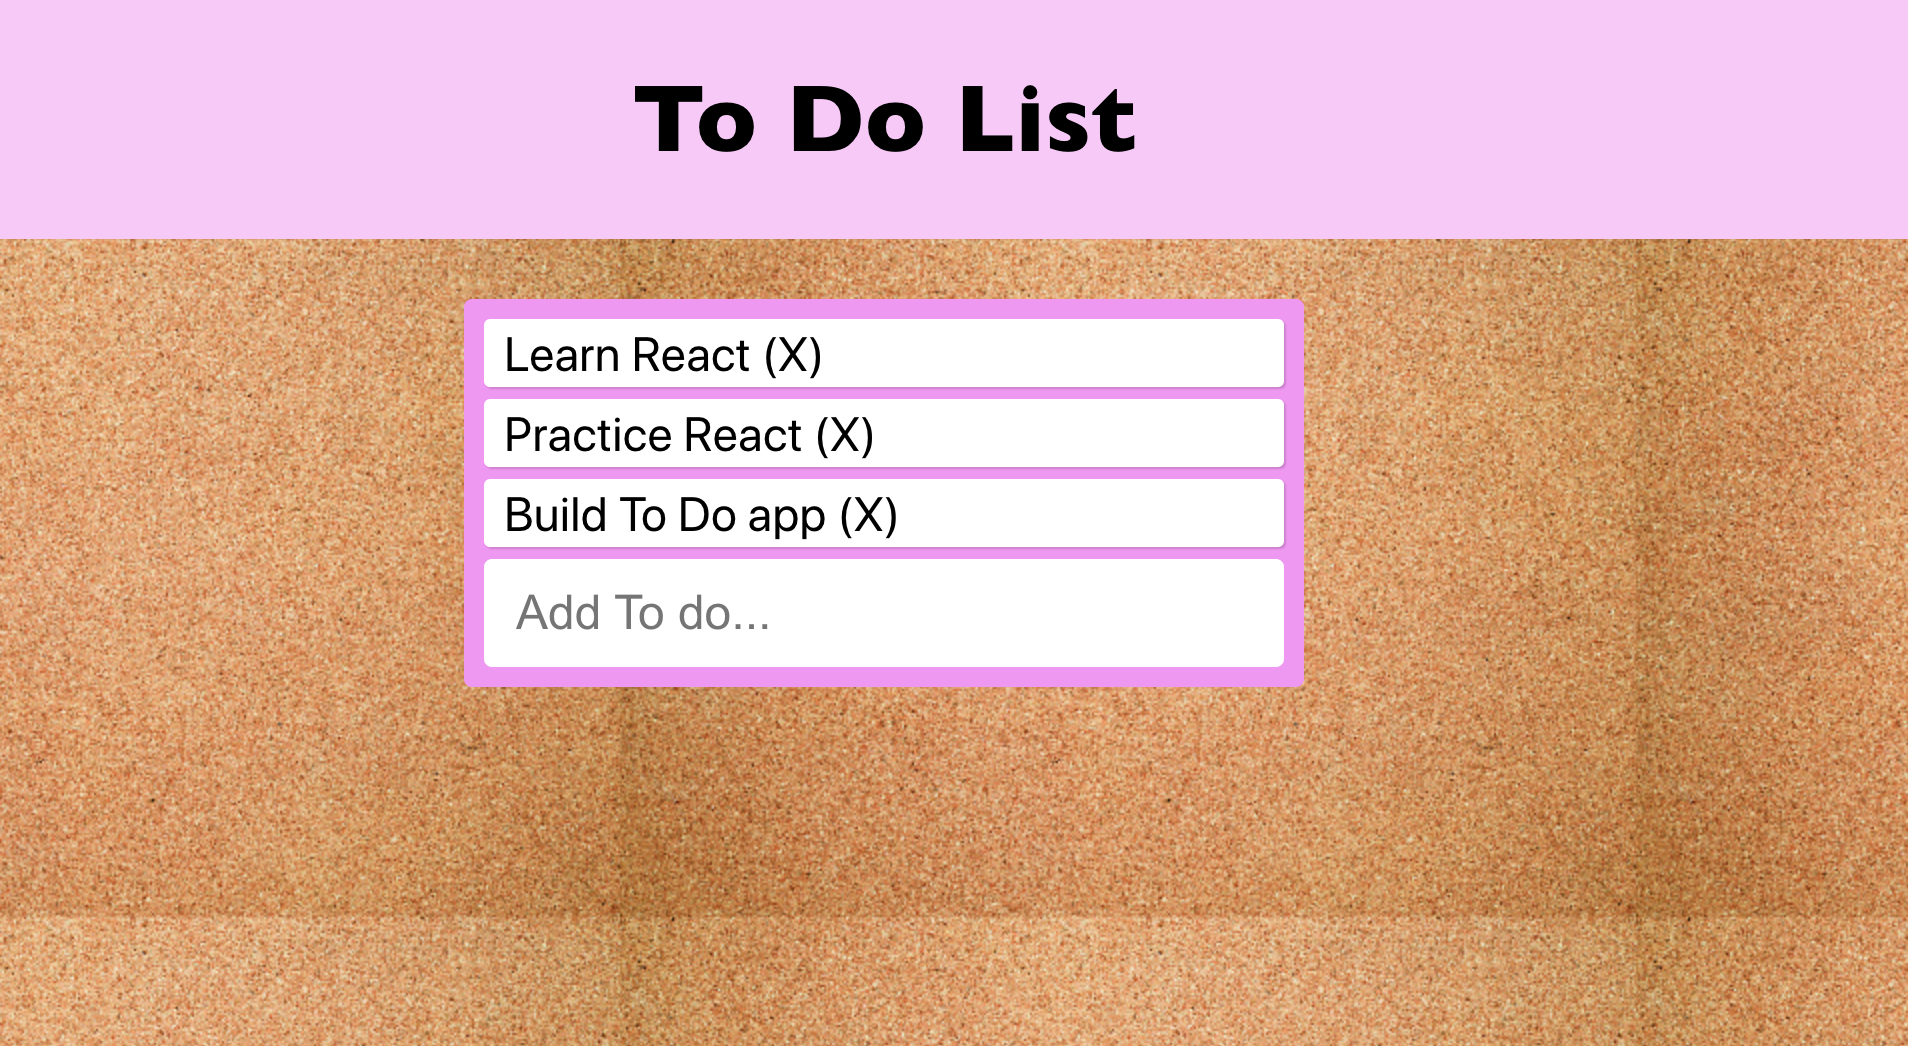 To Do List
Learn React (X)
Practice React (X)
Build To Do app (X)
Add To do...